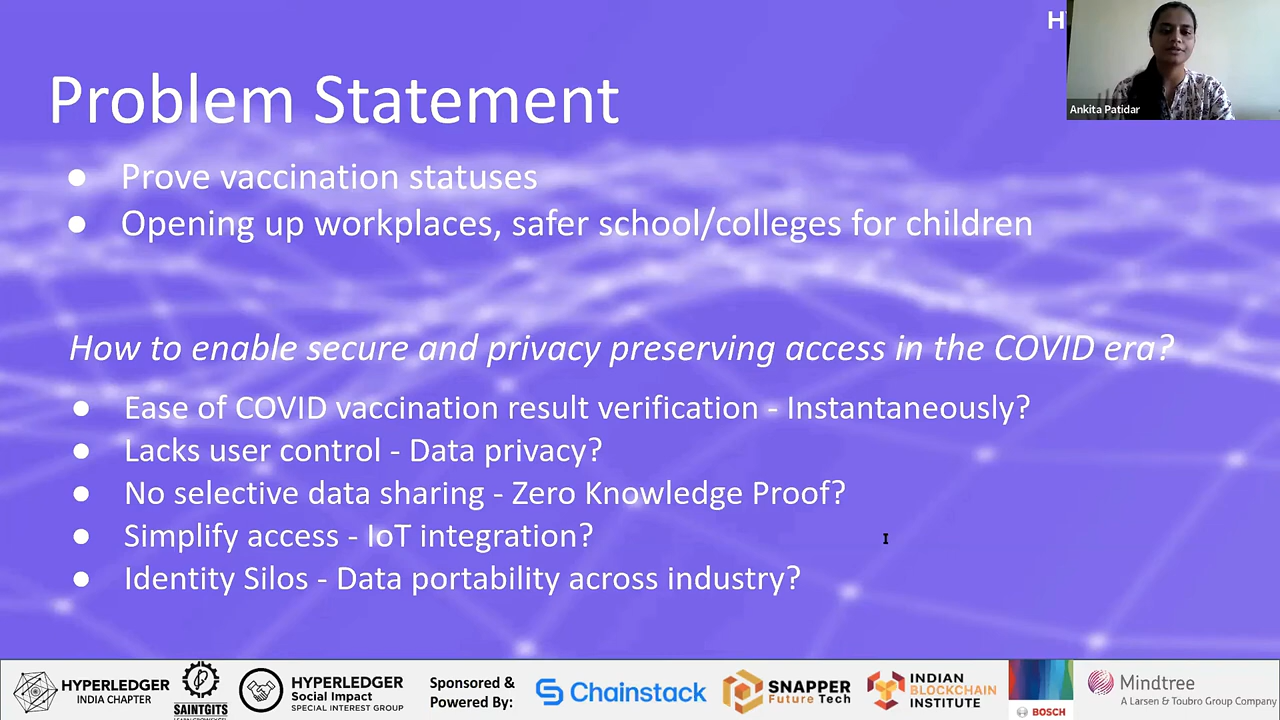 H
Ankita Patidar
Problem Statement
● Prove vaccination statuses
● Opening up workplaces, safer school/colleges for children
How to enable secure and privacy preserving access in the COVID era?
● Ease of COVID vaccination result verification - Instantaneously?
● Lacks user control - Data privacy?
● No selective data sharing - Zero Knowledge Proof?
● Simplify access - IoT integration?
● Identity Silos - Data portability across industry?
HYPERLEDGER
INDIA CHAPTER
SAINTGITS
LEARN.GROW.EXCEL
HYPERLEDGER
Social Impact
SPECIAL INTEREST GROUP
Sponsored &
Powered By:
Chainstack
SNAPPER
Future Tech
INDIAN
BLOCKCHAIN
INSTITUTE
BOSCH
Mindtree
A Larsen & Toubro Group Company